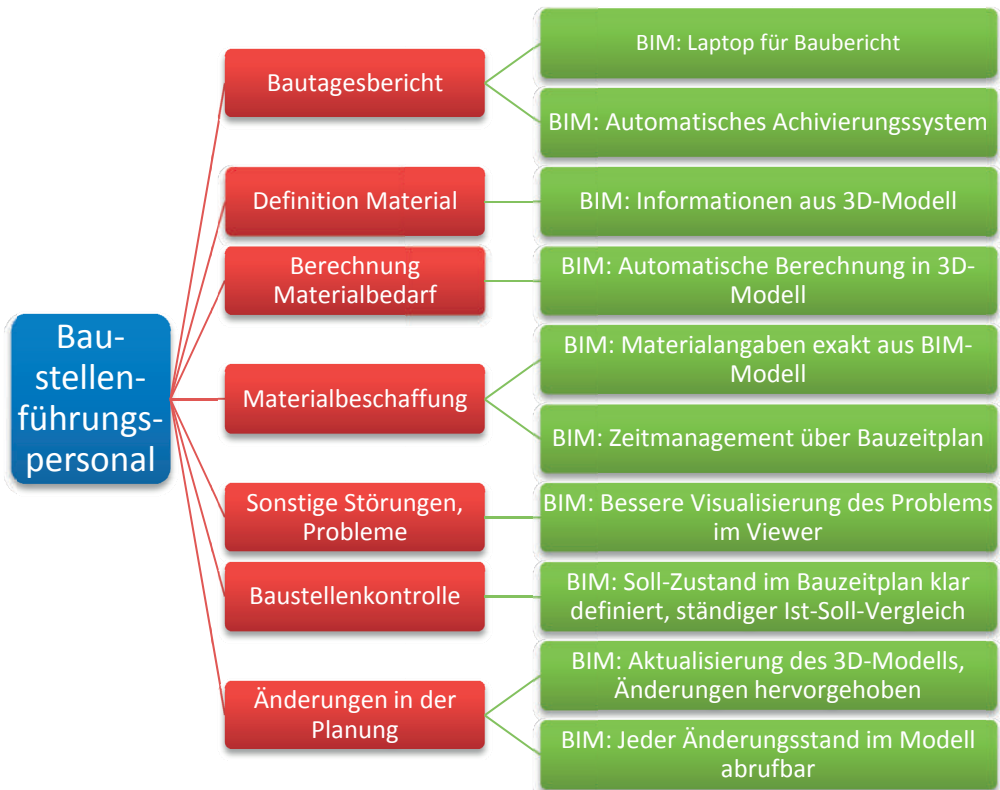 Bau-
stellen-
führungs-
personal
Bautagesbericht
BIM: Laptop für Baubericht
BIM: Automatisches Achivierungssystem
Definition Material
BIM: Informationen aus 3D-Modell
Berechnung
Materialbedarf
BIM: Automatische Berechnung in 3D-
Modell
Materialbeschaffung
BIM: Materialangaben exakt aus BIM-
Modell
BIM: Zeitmanagement über Bauzeitplan
Sonstige Störungen,
Probleme
BIM: Bessere Visualisierung des Problems
im Viewer
Baustellenkontrolle
BIM: Soll-Zustand im Bauzeitplan klar
definiert, ständiger Ist-Soll-Vergleich
Änderungen in der
Planung
BIM: Aktualisierung des 3D-Modells,
Änderungen hervorgehoben
BIM: Jeder Änderungsstand im Modell
abrufbar